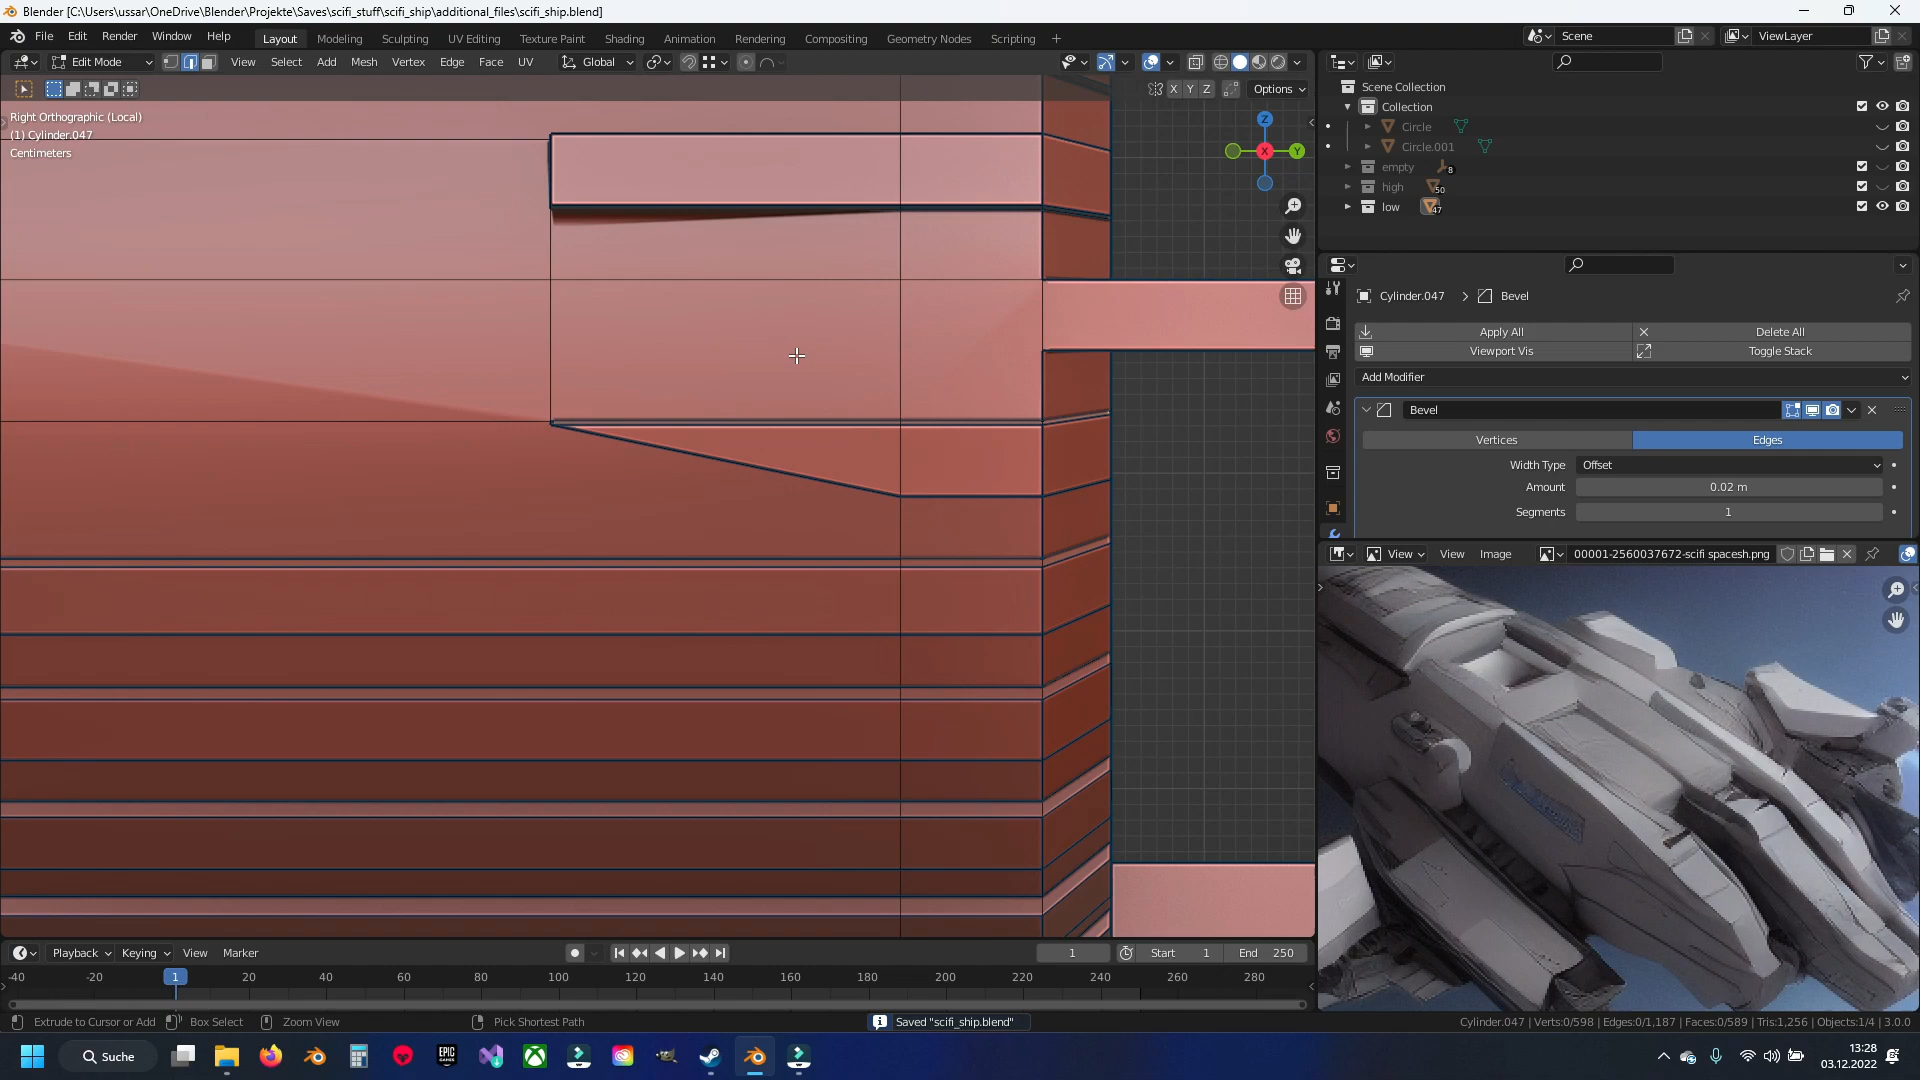 Blender [C:\Users\ussar\OneDrive\Blender\Projekte\Saves\scifi_stuff\scifi_ship\additional_files\scifi_ship.blend]
File Edit Render Window Help Layout Modeling Sculpting UV Editing Texture Paint Shading Animation Rendering Compositing Geometry Nodes Scripting + Scene ViewLayer
Edit Mode View Select Add Mesh Vertex Edge Face UV Global
X Y Z Options
Right Orthographic (Local)
(1) Cylinder.047
Centimeters
Z
X
Y
Scene Collection
Collection
Circle
Circle.001
empty 8
high 50
low 47
Cylinder.047 Bevel
Apply All Delete All
Viewport Vis Toggle Stack
Add Modifier
Bevel
Vertices Edges
Width Type Offset
Amount 0.02 m
Segments 1
View View Image 00001-2560037672-scifi spacesh.png
Playback Keying View Marker 1 Start 1 End 250
-40 -20 1 20 40 60 80 100 120 140 160 180 200 220 240 260 280
Extrude to Cursor or Add Box Select Zoom View Pick Shortest Path Saved "scifi_ship.blend" Cylinder.047 | Verts:0/598 | Edges:0/1,187 | Faces:0/589 | Tris:1,256 | Objects:1/4 | 3.0.0
Suche
EPIC
GAMES
13:28
03.12.2022